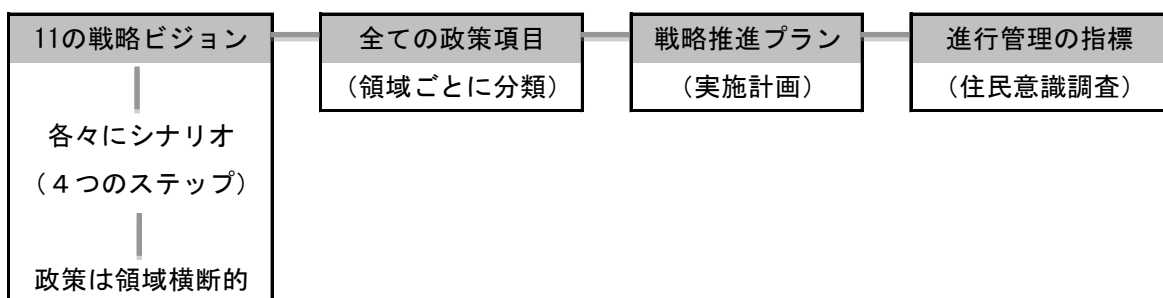 11の戦略ビジョン
各々にシナリオ
（４つのステップ）
政策は領域横断的
全ての政策項目
（領域ごとに分類）
戦略推進プラン
（実施計画）
進行管理の指標
（住民意識調査）